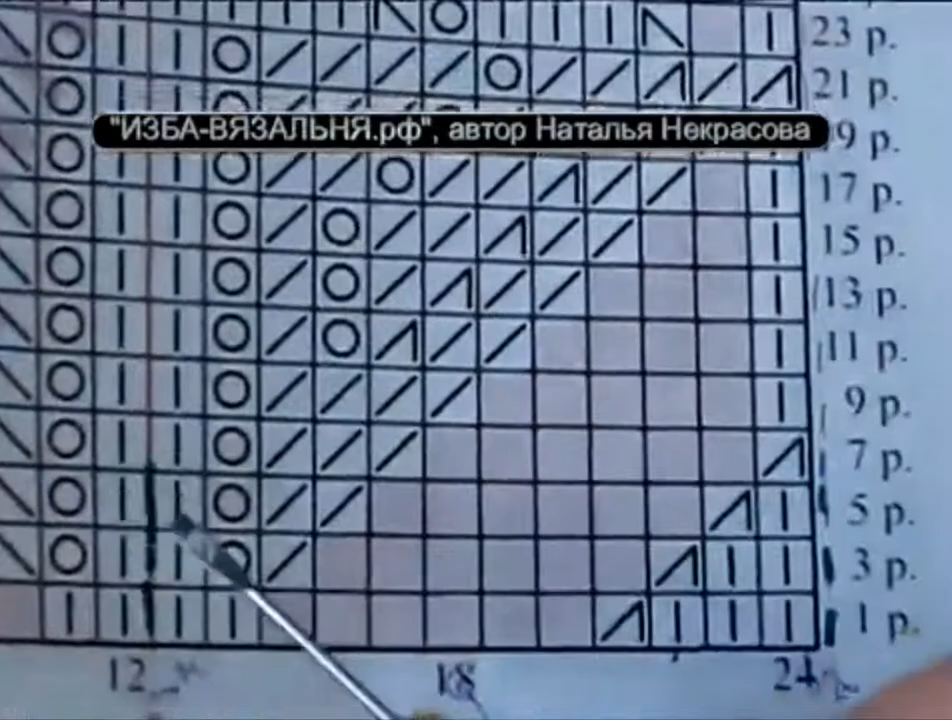 23 р.
21 р.
"ИЗБА-ВЯЗАЛЬНЯ.рф", автор Наталья Некрасова
9 р.
17 р.
15 р.
13 р.
11 р.
9 р.
7 р.
5 р.
3 р.
1 р.
12 18 24